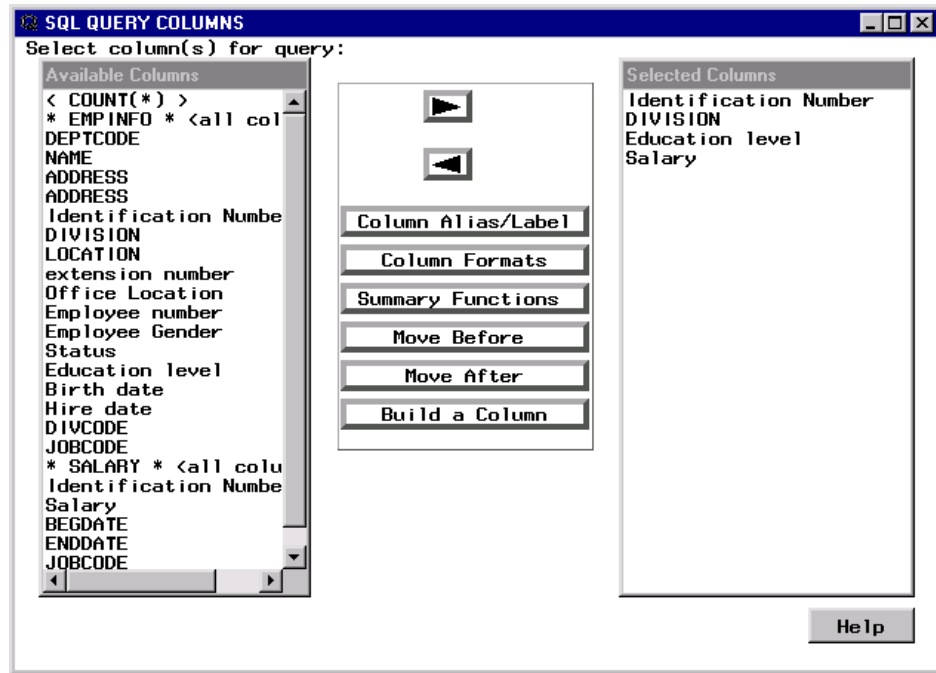 SQL QUERY COLUMNS
Select column(s) for query:
Available Columns
< COUNT(*) >
* EMPINFO * <all col
DEPTCODE
NAME
ADDRESS
ADDRESS
Identification Numbe
DIVISION
LOCATION
extension number
Office Location
Employee number
Employee Gender
Status
Education level
Birth date
Hire date
DIVCODE
JOBCODE
* SALARY * <all colu
Identification Numbe
Salary
BEGDATE
ENDDATE
JOBCODE
Column Alias/Label
Column Formats
Summary Functions
Move Before
Move After
Build a Column
Selected Columns
Identification Number
DIVISION
Education level
Salary
Help